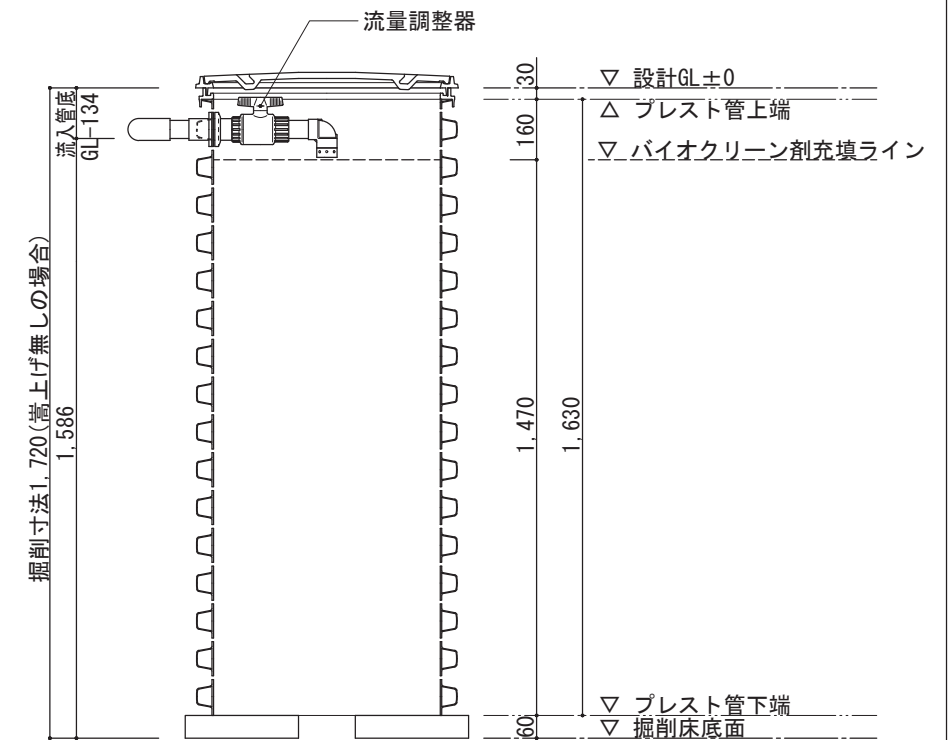 流量調整器
30
▽ 設計GL±0
△ プレスト管上端
160
▽ バイオクリーン剤充填ライン
流入管底
GL-134
掘削寸法1,720(嵩上げ無しの場合)
1,586
1,470
1,630
▽ プレスト管下端
60
▽ 掘削床底面